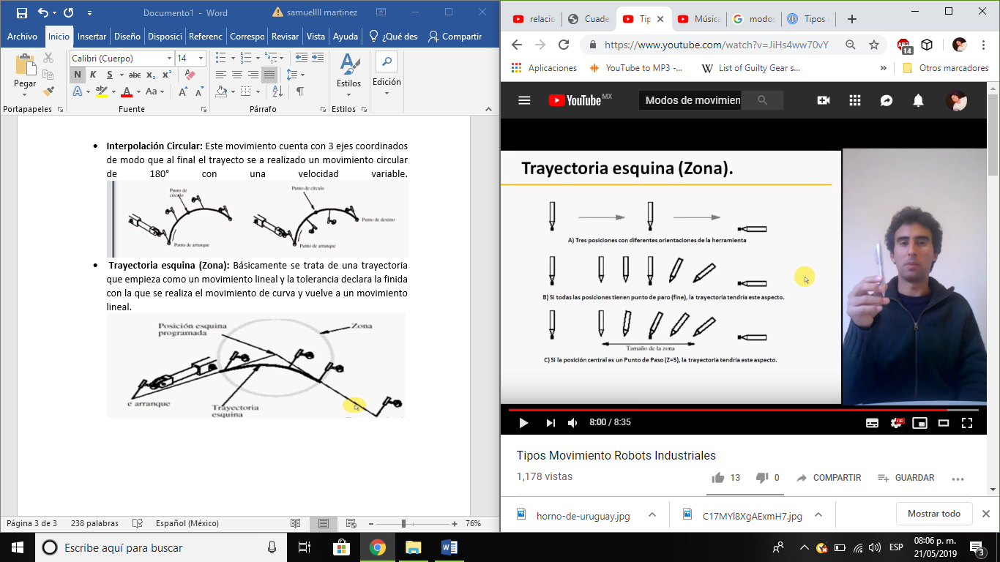 Documento1 - Word
samuellll martinez
Archivo Inicio Insertar Diseño Disposici Referenc Correspo Revisar Vista Ayuda ¿Qué des Compartir
Pegar
Calibri (Cuerpo) 14
N K S abc x₂ x²
A ab A Aa A A
Estilos
Edición
Portapapeles Fuente Párrafo Estilos
Interpolación Circular: Este movimiento cuenta con 3 ejes coordinados
de modo que al final el trayecto se a realizado un movimiento circular
de 180° con una velocidad variable.
Punto de
círculo
Punto de arranque
Punto de círculo
Punto de destino
Punto de arranque
Trayectoria esquina (Zona): Básicamente se trata de una trayectoria
que empieza como un movimiento lineal y la tolerancia declara la finida
con la que se realiza el movimiento de curva y vuelve a un movimiento
lineal.
Posición esquina
programada
Zona
e arranque
Trayectoria
esquina
Página 3 de 3 238 palabras Español (México) 76%
relacio Cuade Tip Música modos Tipos
https://www.youtube.com/watch?v=JiHs4ww70vY
14
Aplicaciones YouTube to MP3 -... List of Guilty Gear s... » Otros marcadores
YouTube MX
Modos de movimien
Trayectoria esquina (Zona).
A) Tres posiciones con diferentes orientaciones de la herramienta
B) Si todas las posiciones tienen punto de paro (fine), la trayectoria tendría este aspecto.
Tamaño de la zona
C) Si la posición central es un Punto de Paso (Z=5), la trayectoria tendría este aspecto.
8:00 / 8:35
HD
Tipos Movimiento Robots Industriales
1,178 vistas
13 0 COMPARTIR GUARDAR
horno-de-uruguay.jpg C17MYl8XgAExmH7.jpg Mostrar todo
Escribe aquí para buscar
ESP
08:06 p. m.
21/05/2019
3